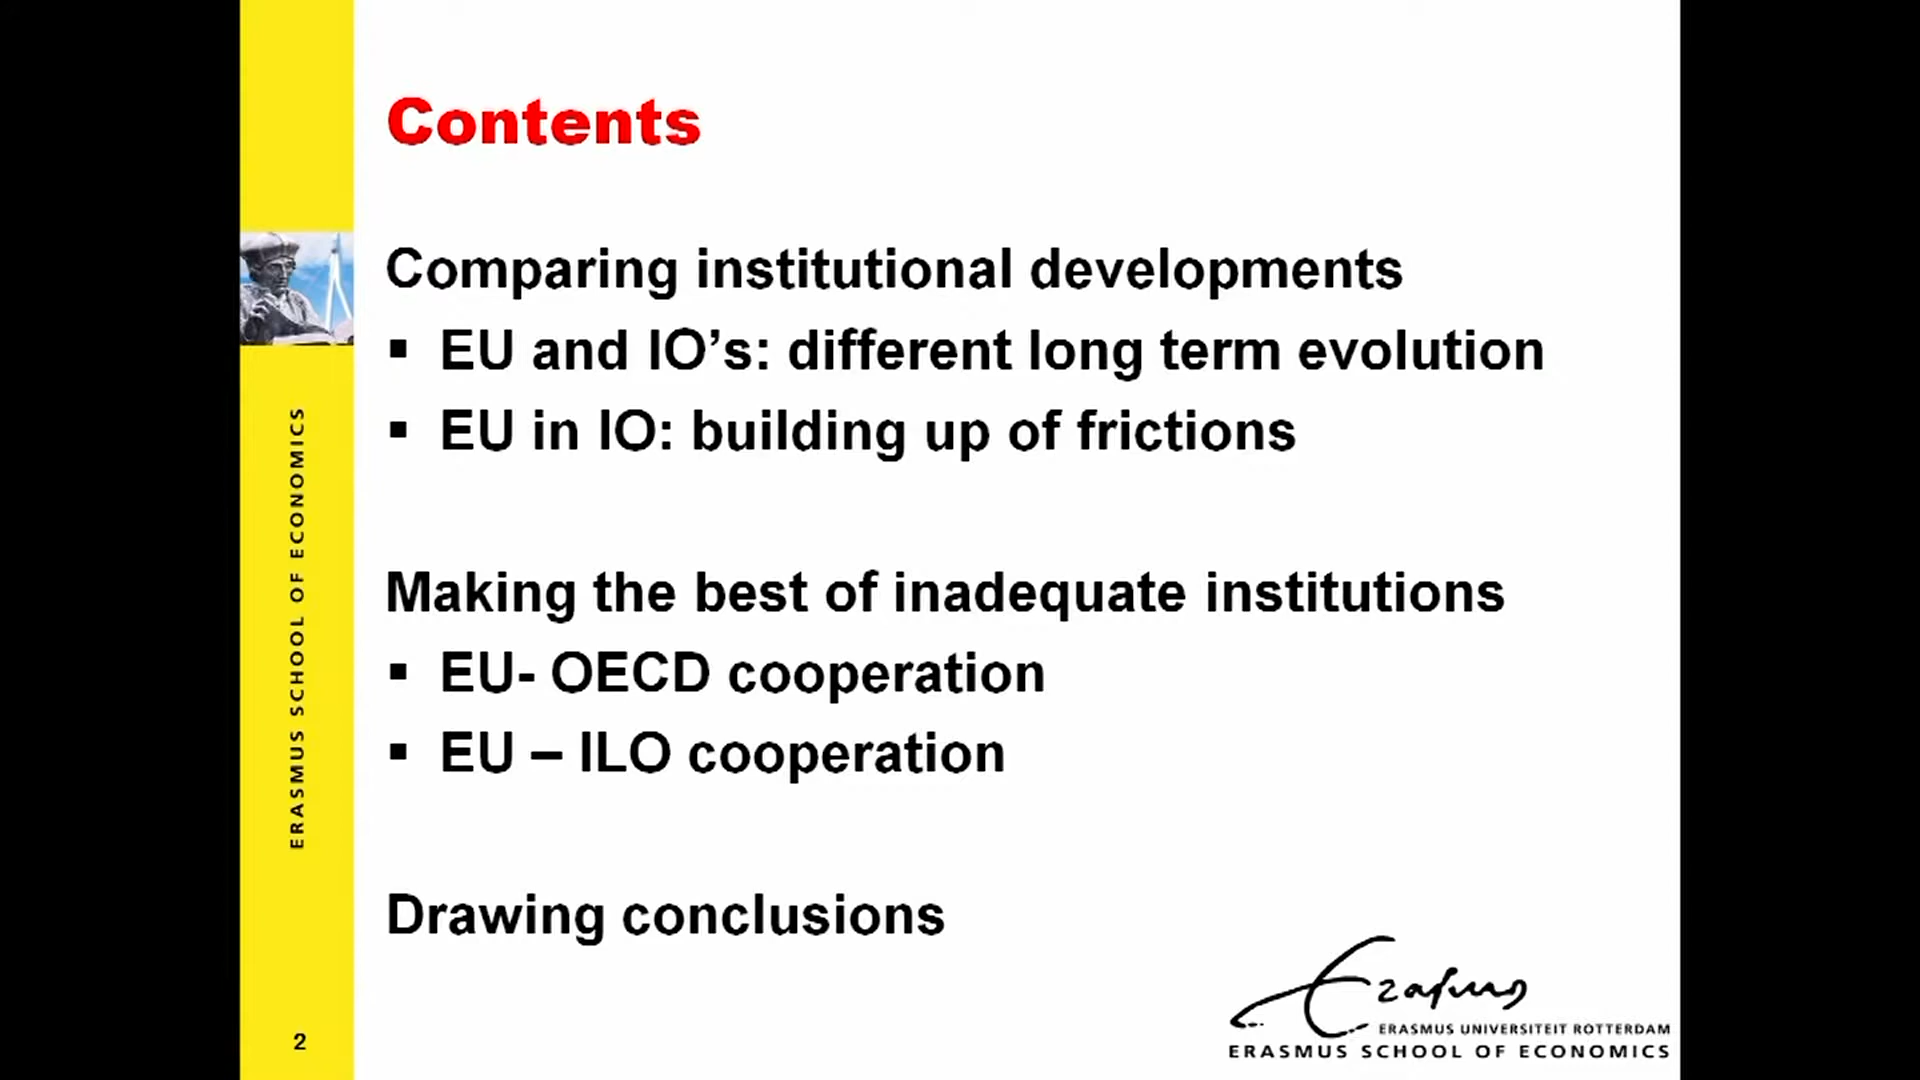 Contents
Comparing institutional developments
▪ EU and IO’s: different long term evolution
▪ EU in IO: building up of frictions
Making the best of inadequate institutions
▪ EU- OECD cooperation
▪ EU – ILO cooperation
Drawing conclusions
ERASMUS SCHOOL OF ECONOMICS
2
Erasmus
ERASMUS UNIVERSITEIT ROTTERDAM
ERASMUS SCHOOL OF ECONOMICS